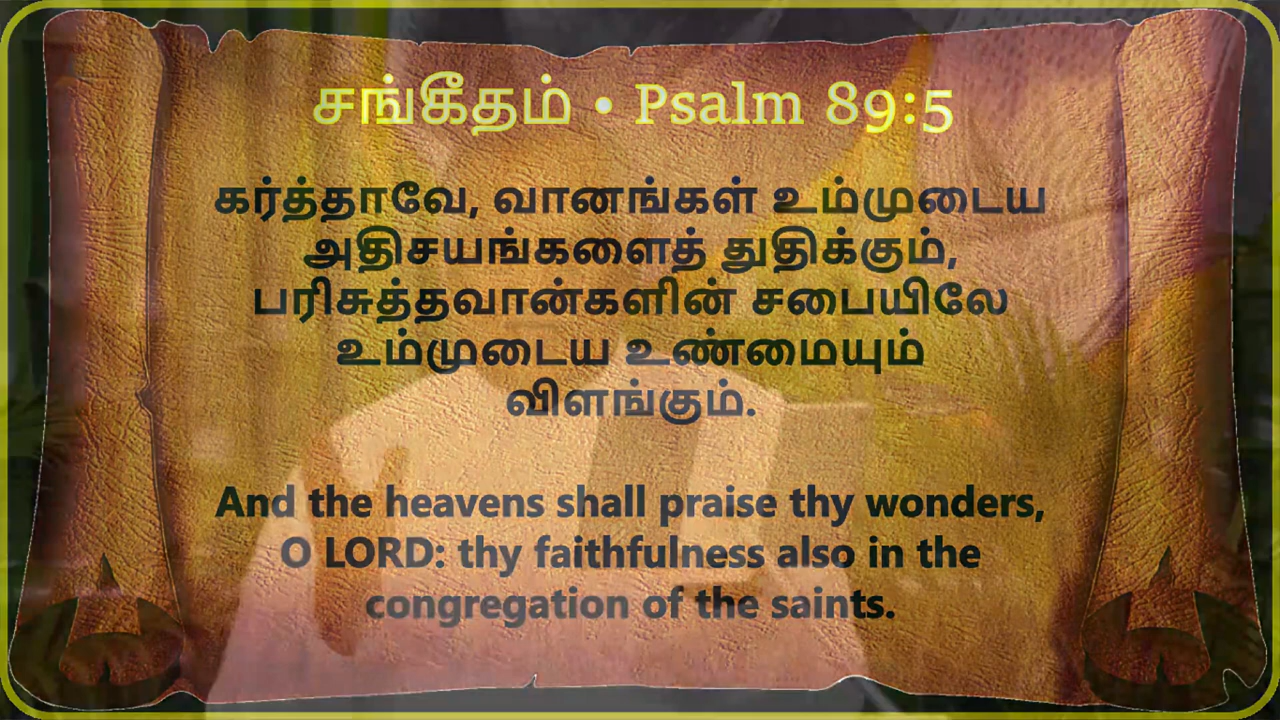 சங்கீதம் • Psalm 89:5
கர்த்தாவே, வானங்கள் உம்முடைய
அதிசயங்களைத் துதிக்கும்,
பரிசுத்தவான்களின் சபையிலே
உம்முடைய உண்மையும்
விளங்கும்.
And the heavens shall praise thy wonders,
O LORD: thy faithfulness also in the
congregation of the saints.